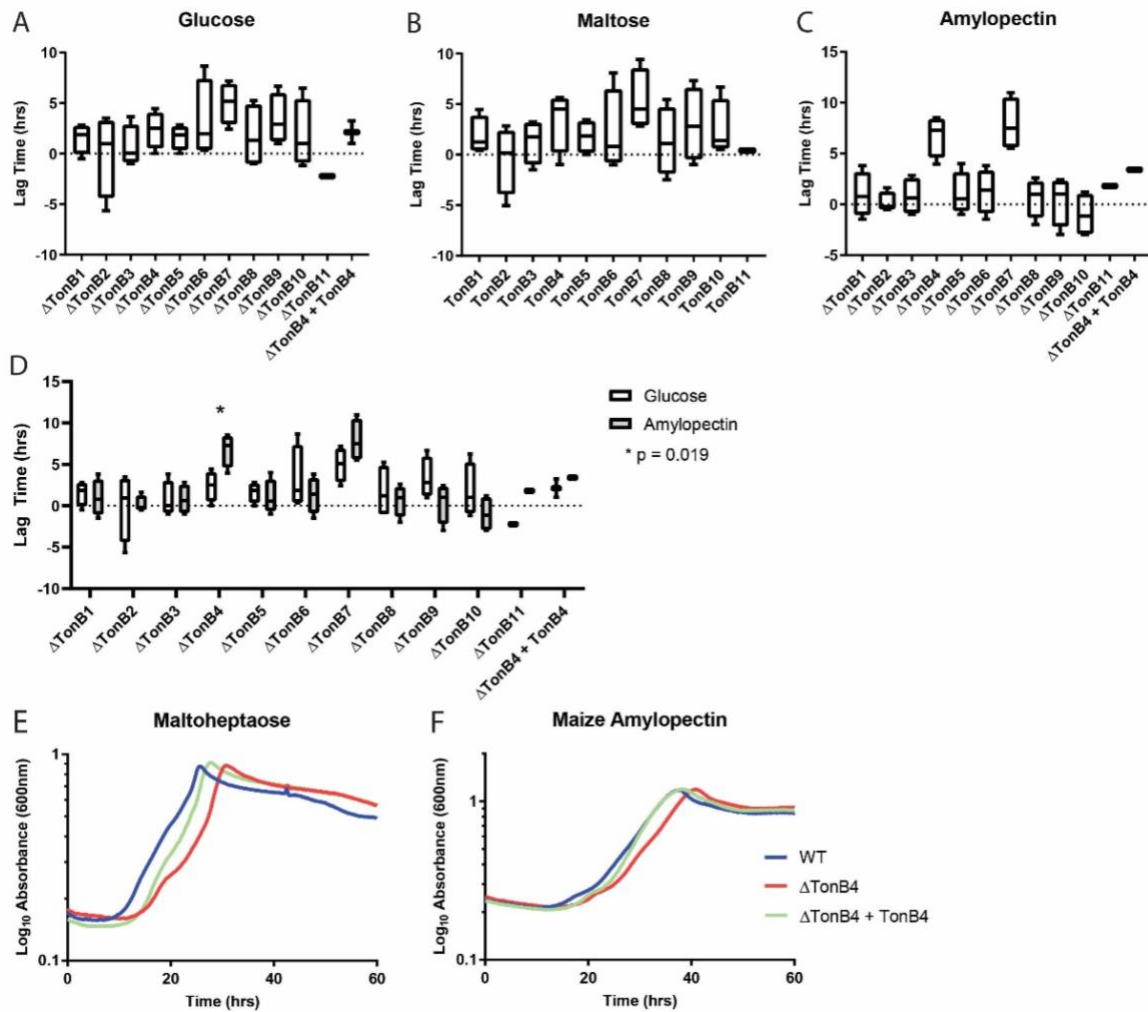 A
Glucose
Lag Time (hrs)
10
5
0
-5
-10
ΔTonB1
ΔTonB2
ΔTonB3
ΔTonB4
ΔTonB5
ΔTonB6
ΔTonB7
ΔTonB8
ΔTonB9
ΔTonB10
ΔTonB11
ΔTonB4 + TonB4
B
Maltose
Lag Time (hrs)
10
5
0
-5
-10
TonB1
TonB2
TonB3
TonB4
TonB5
TonB6
TonB7
TonB8
TonB9
TonB10
TonB11
C
Amylopectin
Lag Time (hrs)
15
10
5
0
-5
ΔTonB1
ΔTonB2
ΔTonB3
ΔTonB4
ΔTonB5
ΔTonB6
ΔTonB7
ΔTonB8
ΔTonB9
ΔTonB10
ΔTonB11
ΔTonB4 + TonB4
D
Lag Time (hrs)
15
10
5
0
-5
-10
*
ΔTonB1
ΔTonB2
ΔTonB3
ΔTonB4
ΔTonB5
ΔTonB6
ΔTonB7
ΔTonB8
ΔTonB9
ΔTonB10
ΔTonB11
ΔTonB4 + TonB4
Glucose
Amylopectin
* p = 0.019
E
Maltoheptaose
Log₁₀ Absorbance (600nm)
1
0.1
0
20
40
60
Time (hrs)
F
Maize Amylopectin
Log₁₀ Absorbance (600nm)
1
0.1
0
20
40
60
Time (hrs)
WT
ΔTonB4
ΔTonB4 + TonB4